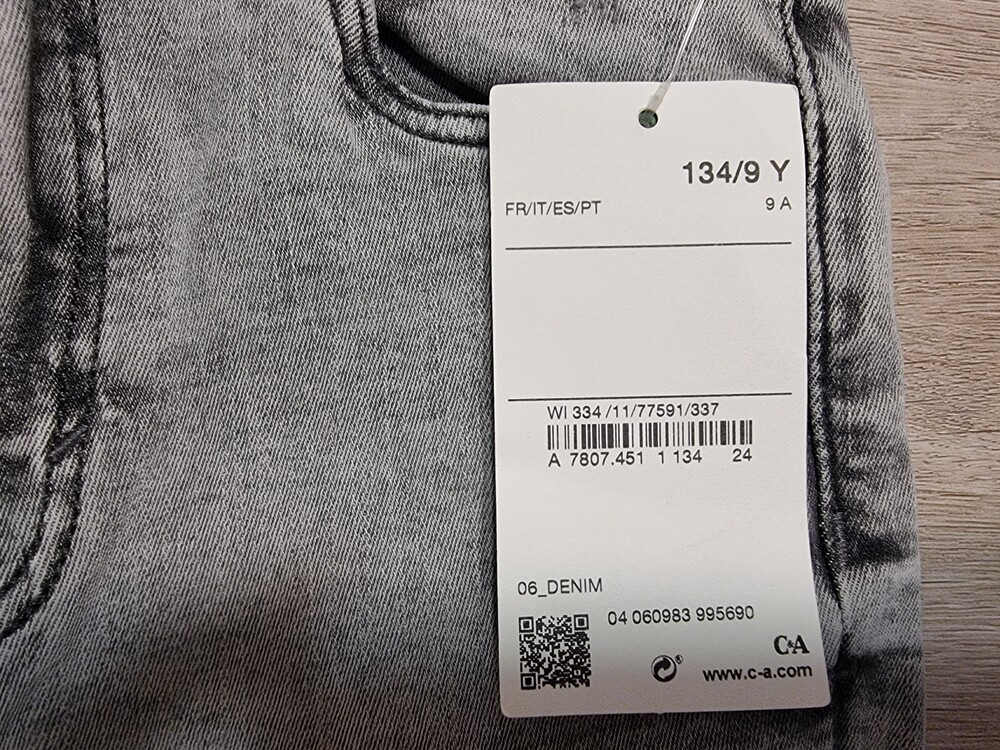 134/9 Y
FR/IT/ES/PT 9 A
WI 334 /11/77591/337
A 7807.451 1 134 24
06_DENIM
04 060983 995690
C&A
www.c-a.com